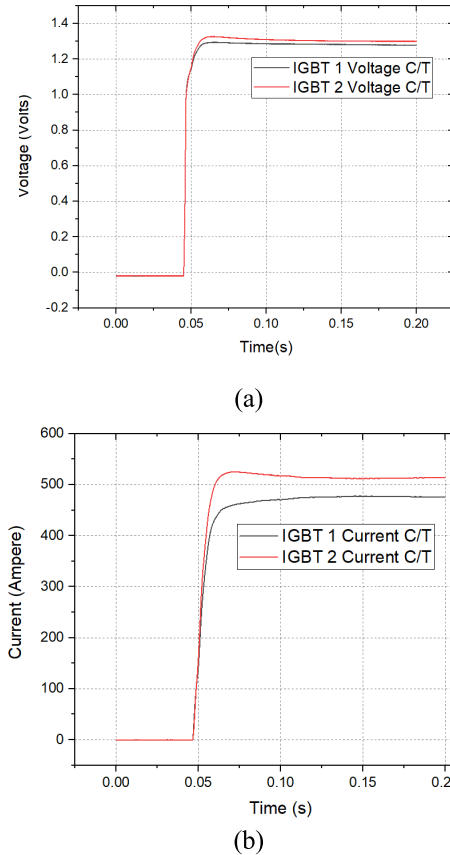 1.4
1.2
1.0
0.8
0.6
0.4
0.2
0.0
-0.2
Voltage (Volts)
IGBT 1 Voltage C/T
IGBT 2 Voltage C/T
0.00 0.05 0.10 0.15 0.20
Time(s)
(a)
600
500
400
300
200
100
0
Current (Ampere)
IGBT 1 Current C/T
IGBT 2 Current C/T
0.00 0.05 0.10 0.15 0.20
Time (s)
(b)